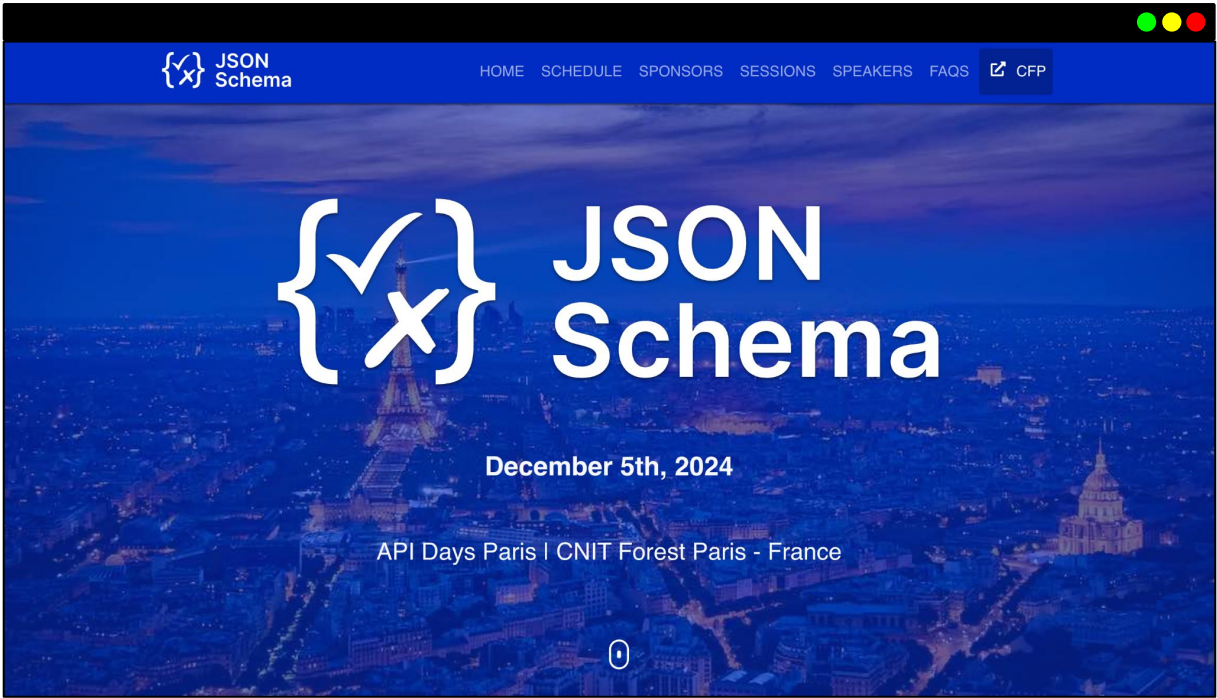 JSON
Schema
HOME SCHEDULE SPONSORS SESSIONS SPEAKERS FAQS CFP
JSON
Schema
December 5th, 2024
API Days Paris | CNIT Forest Paris - France